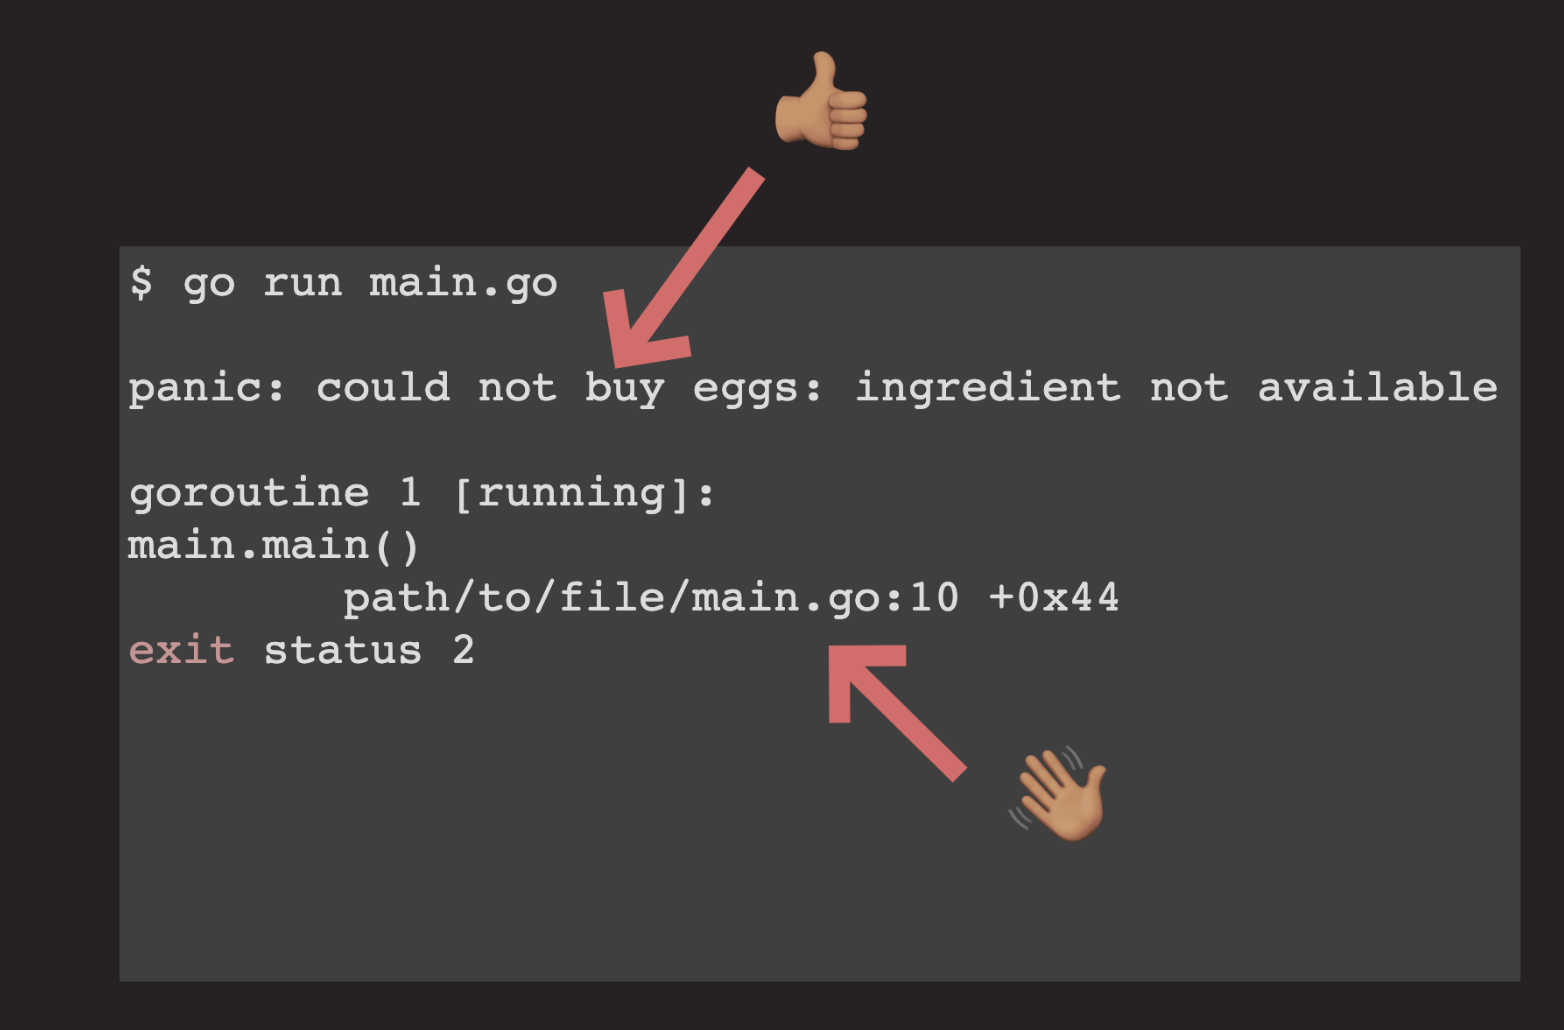 $ go run main.go
panic: could not buy eggs: ingredient not available
goroutine 1 [running]:
main.main()
path/to/file/main.go:10 +0x44
exit status 2